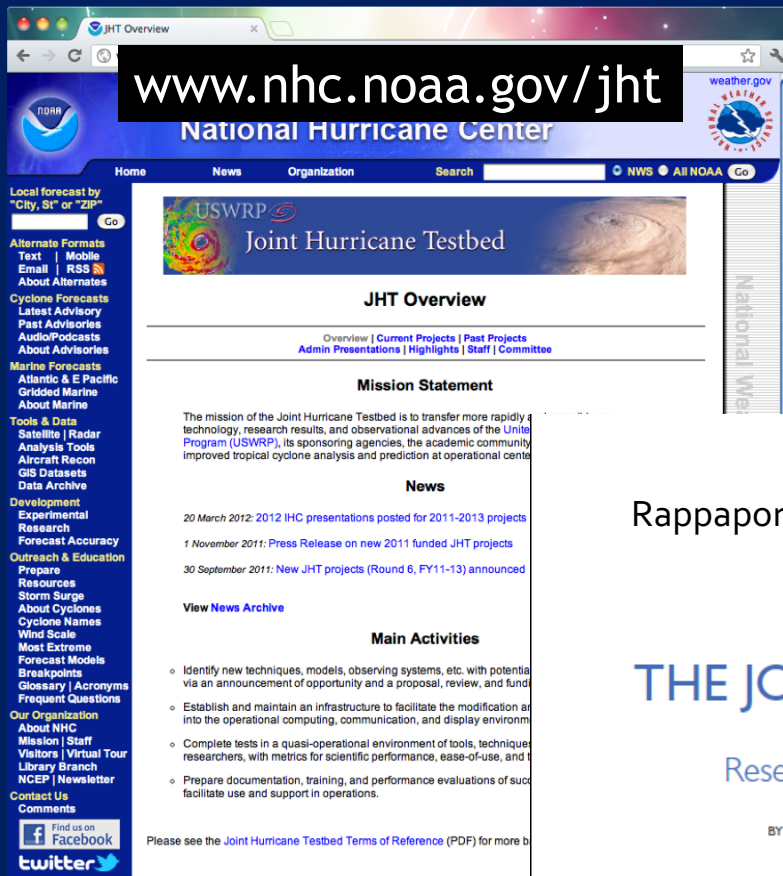 JHT Overview
www.nhc.noaa.gov/jht
weather.gov
NOAA
National Hurricane Center
Home News Organization Search NWS All NOAA Go
Local forecast by
"City, St" or "ZIP"
Go
Alternate Formats
Text | Mobile
Email | RSS
About Alternates
Cyclone Forecasts
Latest Advisory
Past Advisories
Audio/Podcasts
About Advisories
Marine Forecasts
Atlantic & E Pacific
Gridded Marine
About Marine
Tools & Data
Satellite | Radar
Analysis Tools
Aircraft Recon
GIS Datasets
Data Archive
Development
Experimental
Research
Forecast Accuracy
Outreach & Education
Prepare
Resources
Storm Surge
About Cyclones
Cyclone Names
Wind Scale
Most Extreme
Forecast Models
Breakpoints
Glossary | Acronyms
Frequent Questions
Our Organization
About NHC
Mission | Staff
Visitors | Virtual Tour
Library Branch
NCEP | Newsletter
Contact Us
Comments
Find us on
Facebook
twitter
USWRP
Joint Hurricane Testbed
JHT Overview
Overview | Current Projects | Past Projects
Admin Presentations | Highlights | Staff | Committee
Mission Statement
The mission of the Joint Hurricane Testbed is to transfer more rapidly
technology, research results, and observational advances of the Unite
Program (USWRP), its sponsoring agencies, the academic community
improved tropical cyclone analysis and prediction at operational cente
News
20 March 2012: 2012 IHC presentations posted for 2011-2013 projects
1 November 2011: Press Release on new 2011 funded JHT projects
30 September 2011: New JHT projects (Round 6, FY11-13) announced
View News Archive
Main Activities
Identify new techniques, models, observing systems, etc. with potentia
via an announcement of opportunity and a proposal, review, and fundi
Establish and maintain an infrastructure to facilitate the modification an
into the operational computing, communication, and display environm
Complete tests in a quasi-operational environment of tools, techniques
researchers, with metrics for scientific performance, ease-of-use, and t
Prepare documentation, training, and performance evaluations of succ
facilitate use and support in operations.
Please see the Joint Hurricane Testbed Terms of Reference (PDF) for more b
National Wea
Rappapor
THE JO
Rese
BY